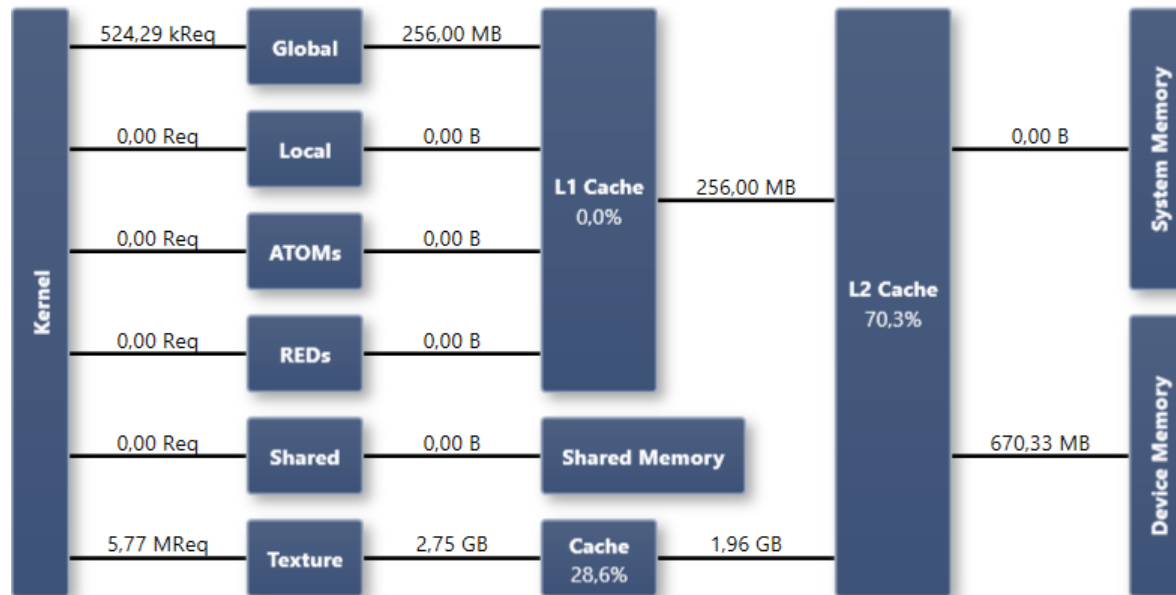 Kernel
524,29 kReq
Global
256,00 MB
0,00 Req
Local
0,00 B
0,00 Req
ATOMs
0,00 B
0,00 Req
REDs
0,00 B
0,00 Req
Shared
0,00 B
Shared Memory
5,77 MReq
Texture
2,75 GB
Cache
28,6%
1,96 GB
L1 Cache
0,0%
256,00 MB
L2 Cache
70,3%
0,00 B
System Memory
670,33 MB
Device Memory